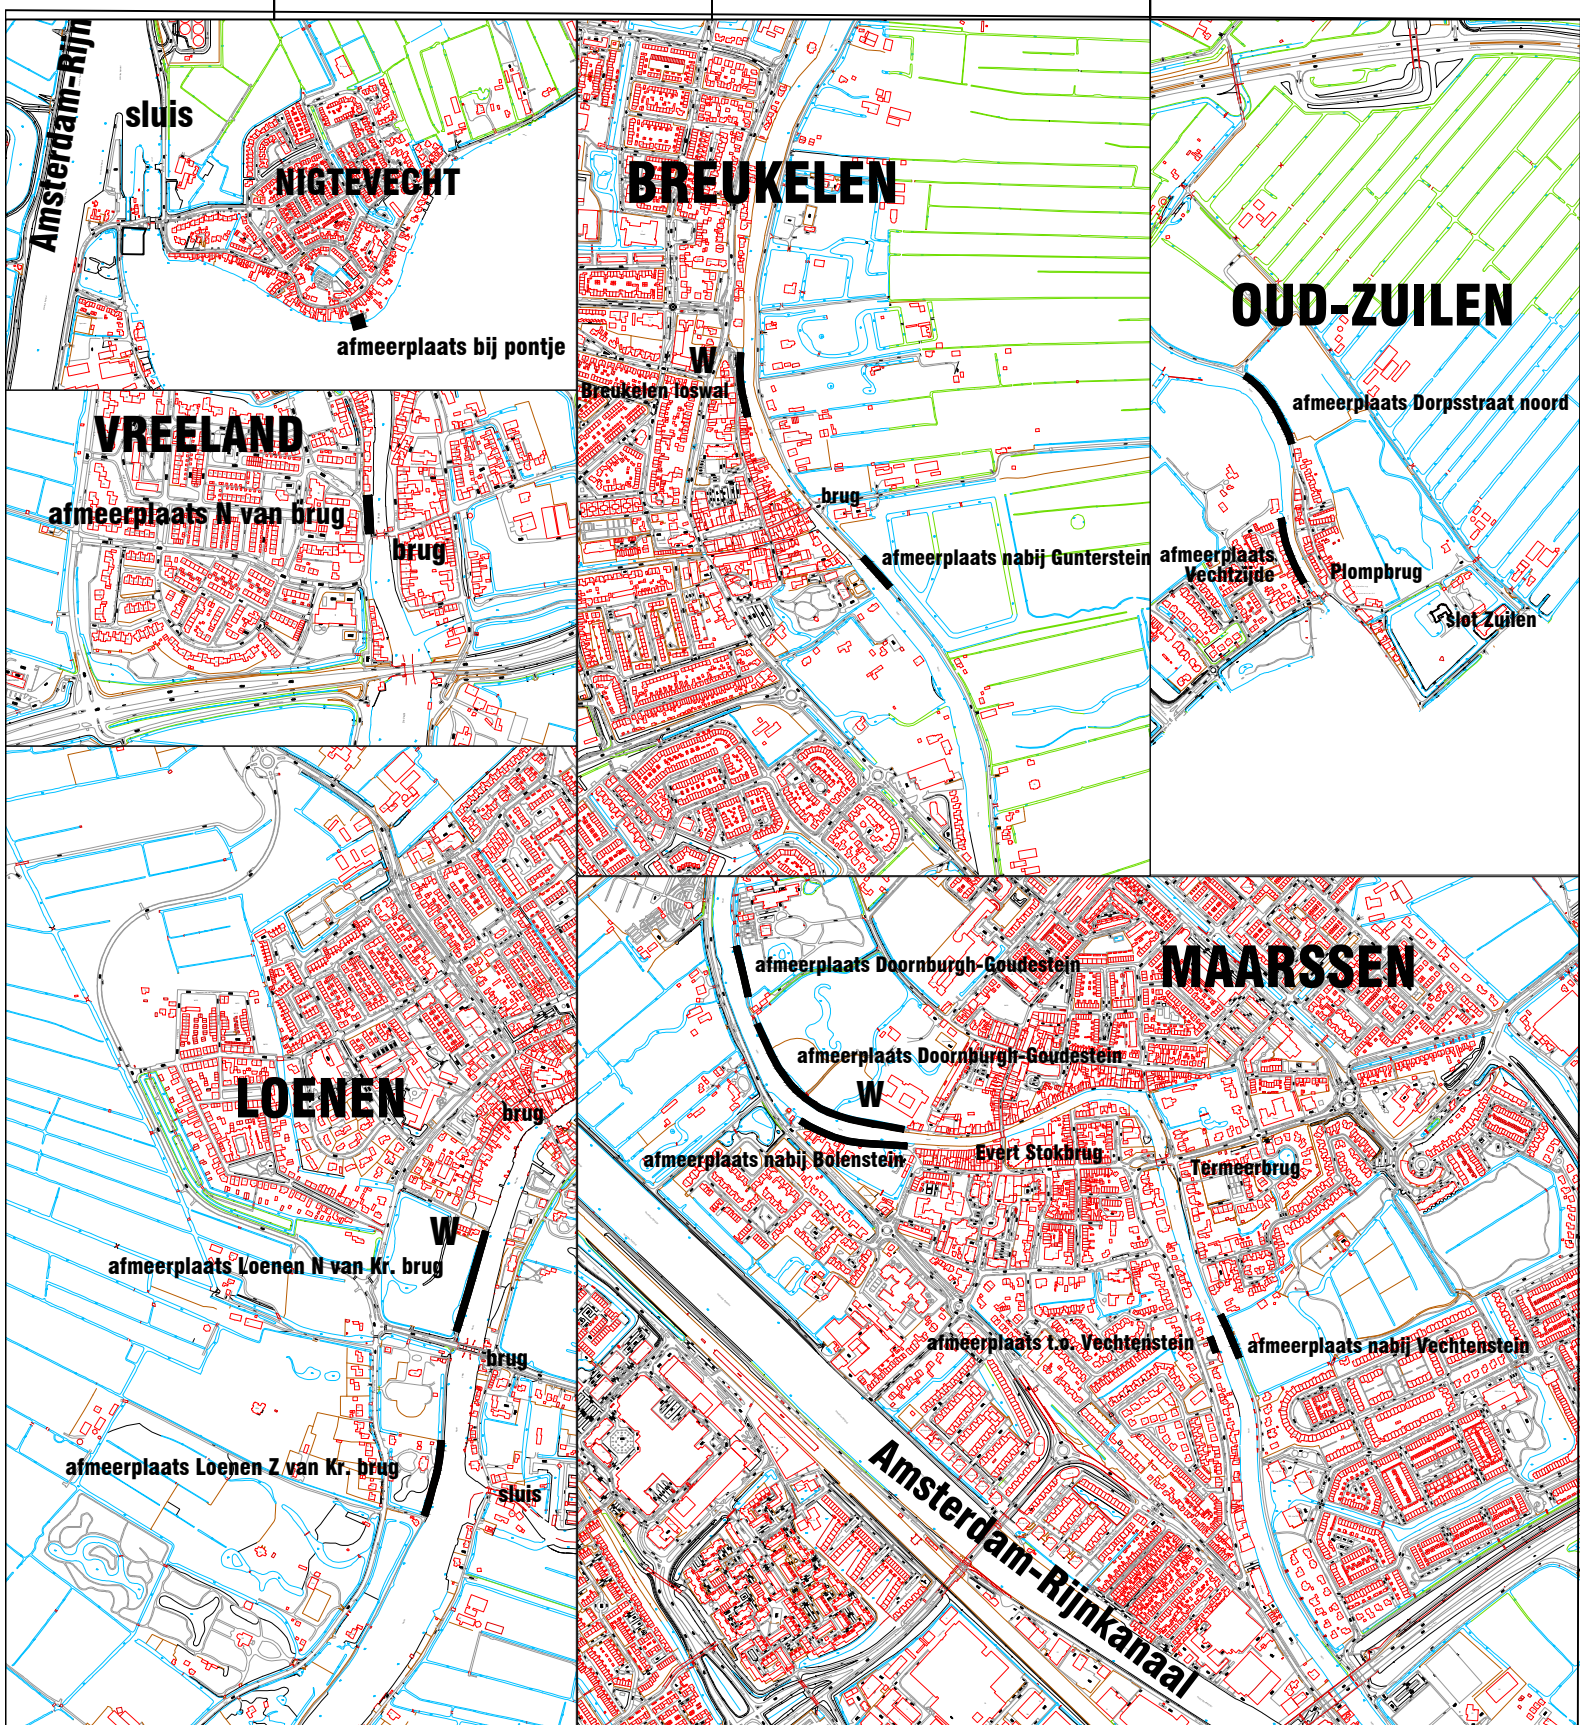 Amsterdam-Rijn
sluis
NIGTEVECHT
afmeerplaats bij pontje
VREELAND
afmeerplaats N van brug
brug
LOENEN
brug
W
afmeerplaats Loenen N van Kr. brug
brug
afmeerplaats Loenen Z van Kr. brug
sluis
BREUKELEN
W
Breukelen loswal
brug
afmeerplaats nabij Gunterstein
OUD-ZUILEN
afmeerplaats Dorpsstraat noord
afmeerplaats
Vechtzijde
Plompbrug
slot Zuilen
MAARSSEN
afmeerplaats Doornburgh-Goudestein
afmeerplaats Doornburgh-Goudestein
W
afmeerplaats nabij Bolenstein
Evert Stokbrug
Termeerbrug
afmeerplaats t.o. Vechtenstein
afmeerplaats nabij Vechtenstein
Amsterdam-Rijnkanaal